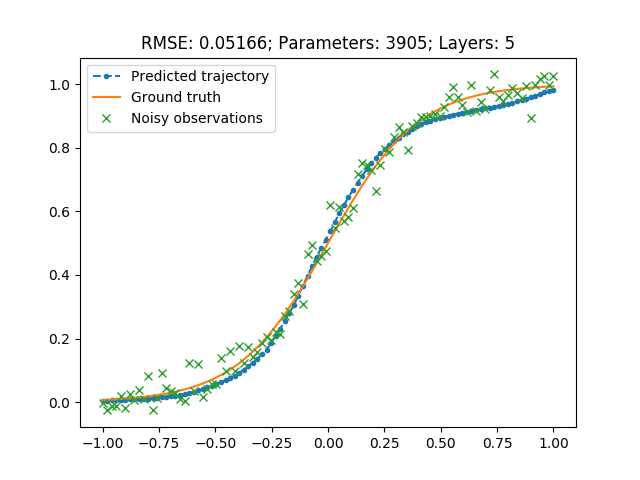 RMSE: 0.05166; Parameters: 3905; Layers: 5
Predicted trajectory
Ground truth
Noisy observations
1.0
0.8
0.6
0.4
0.2
0.0
−1.00 −0.75 −0.50 −0.25 0.00 0.25 0.50 0.75 1.00